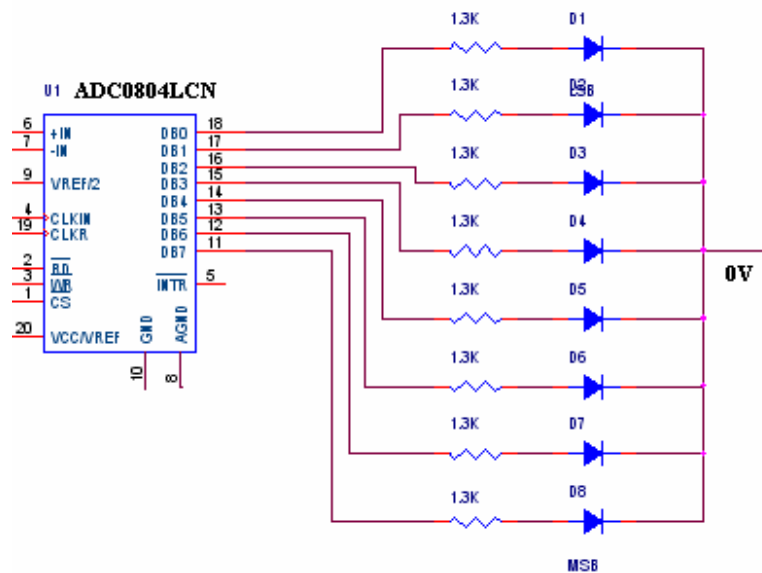 U1 ADC0804LCN
6 +IN
7 -IN
9 VREF/2
4 CLKIN
19 CLKR
2 RD
3 WR
1 CS
20 VCC/VREF
GND 10
AGND 8
DB0 18
DB1 17
DB2 16
DB3 15
DB4 14
DB5 13
DB6 12
DB7 11
INTR 5
1.3K D1
1.3K D2
LSB
1.3K D3
1.3K D4
1.3K D5
1.3K D6
1.3K D7
1.3K D8
MSB
0V